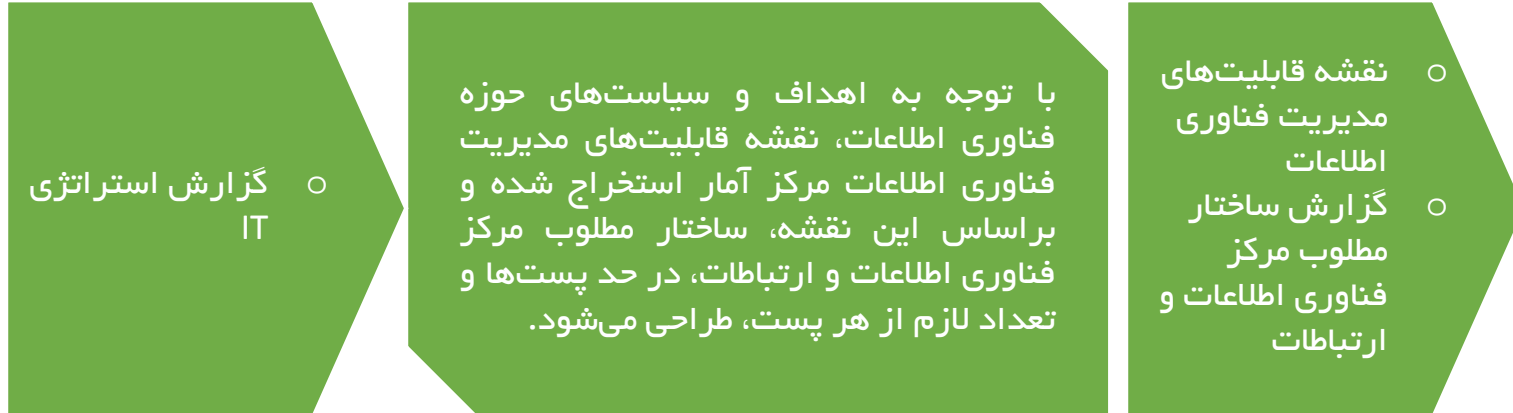 گزارش استراتژی
IT
با توجه به اهداف و سیاست‌های حوزه
فناوری اطلاعات، نقشه قابلیت‌های مدیریت
فناوری اطلاعات مرکز آمار استخراج شده و
براساس این نقشه، ساختار مطلوب مرکز
فناوری اطلاعات و ارتباطات، در حد پست‌ها و
تعداد لازم از هر پست، طراحی می‌شود.
نقشه قابلیت‌های
مدیریت فناوری
اطلاعات
گزارش ساختار
مطلوب مرکز
فناوری اطلاعات و
ارتباطات